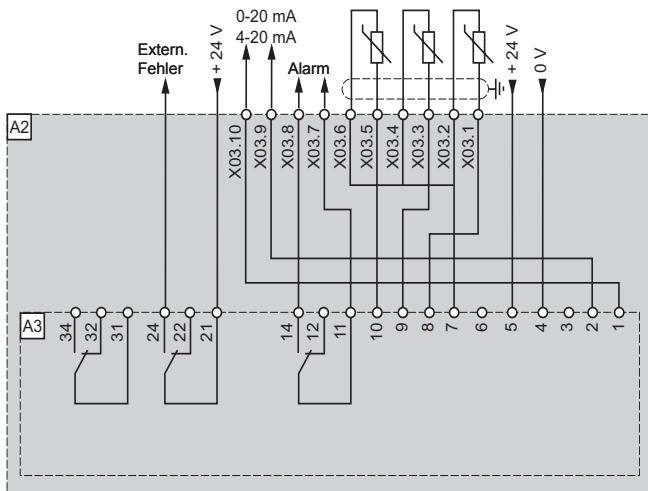 0-20 mA
4-20 mA
Extern.
Fehler
+ 24 V
Alarm
+ 24 V
0 V
A2
X03.10
X03.9
X03.8
X03.7
X03.6
X03.5
X03.4
X03.3
X03.2
X03.1
A3
34
32
31
24
22
21
14
12
11
10
9
8
7
6
5
4
3
2
1